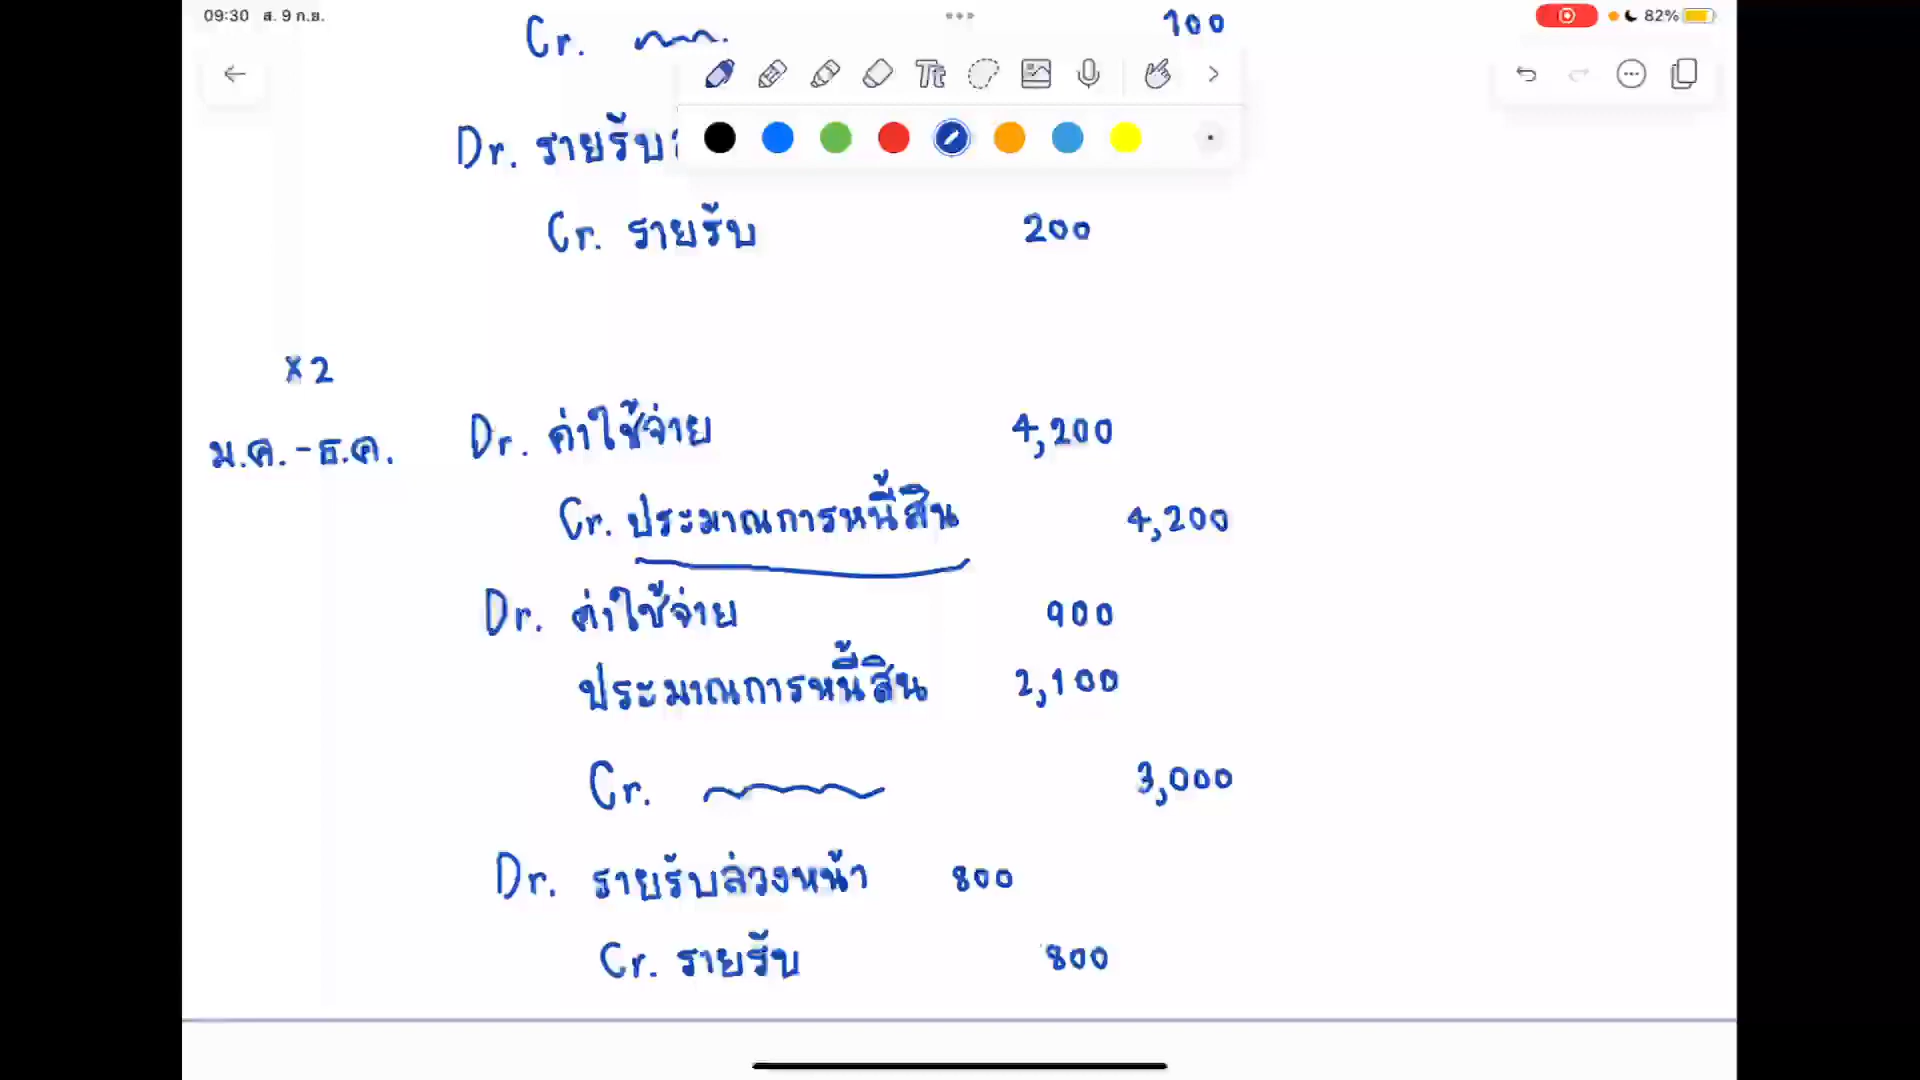 09:30 ส. 9 ก.ย.
82%
Cr. 100
Dr. รายรับ
Cr. รายรับ 200
x2
ม.ค.-ธ.ค. Dr. ค่าใช้จ่าย 4,200
Cr. ประมาณการหนี้สิน 4,200
Dr. ค่าใช้จ่าย 900
ประมาณการหนี้สิน 2,100
Cr. 3,000
Dr. รายรับล่วงหน้า 800
Cr. รายรับ 800